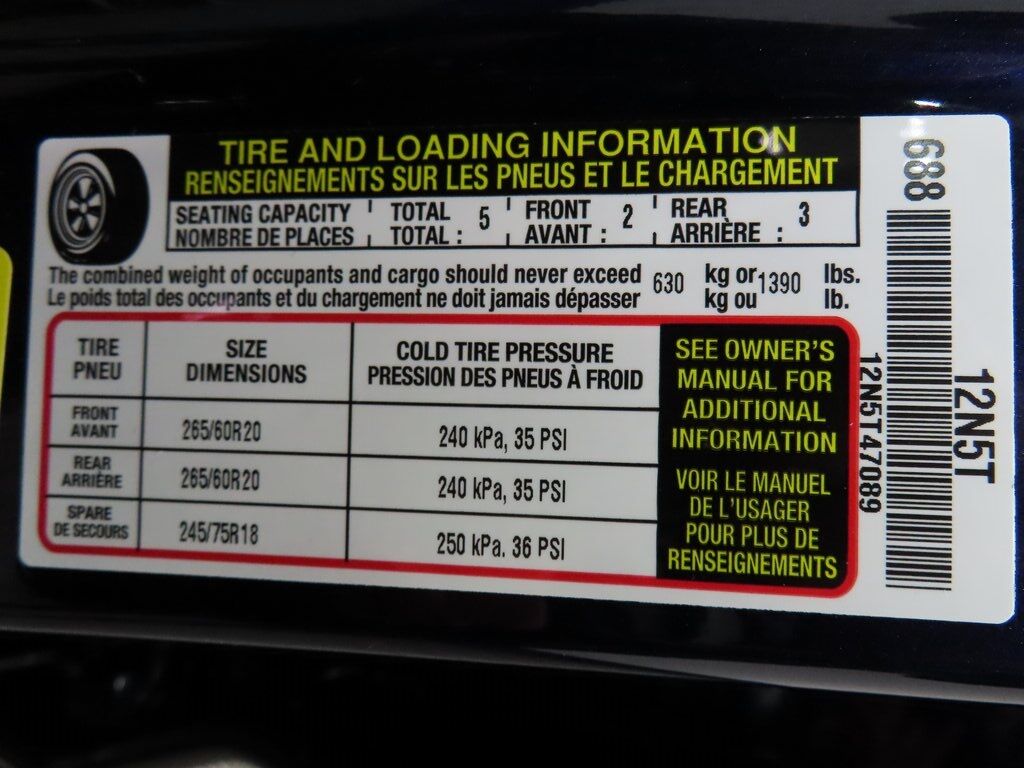 TIRE AND LOADING INFORMATION
RENSEIGNEMENTS SUR LES PNEUS ET LE CHARGEMENT
SEATING CAPACITY TOTAL 5 FRONT 2 REAR 3
NOMBRE DE PLACES TOTAL : AVANT : ARRIÈRE :
The combined weight of occupants and cargo should never exceed 630 kg or 1390 lbs.
Le poids total des occupants et du chargement ne doit jamais dépasser kg ou lb.
TIRE
PNEU
SIZE
DIMENSIONS
COLD TIRE PRESSURE
PRESSION DES PNEUS À FROID
FRONT
AVANT
265/60R20
240 kPa, 35 PSI
REAR
ARRIÈRE
265/60R20
240 kPa, 35 PSI
SPARE
DE SECOURS
245/75R18
250 kPa. 36 PSI
SEE OWNER'S
MANUAL FOR
ADDITIONAL
INFORMATION
VOIR LE MANUEL
DE L'USAGER
POUR PLUS DE
RENSEIGNEMENTS
12N5T47089
688
12N5T